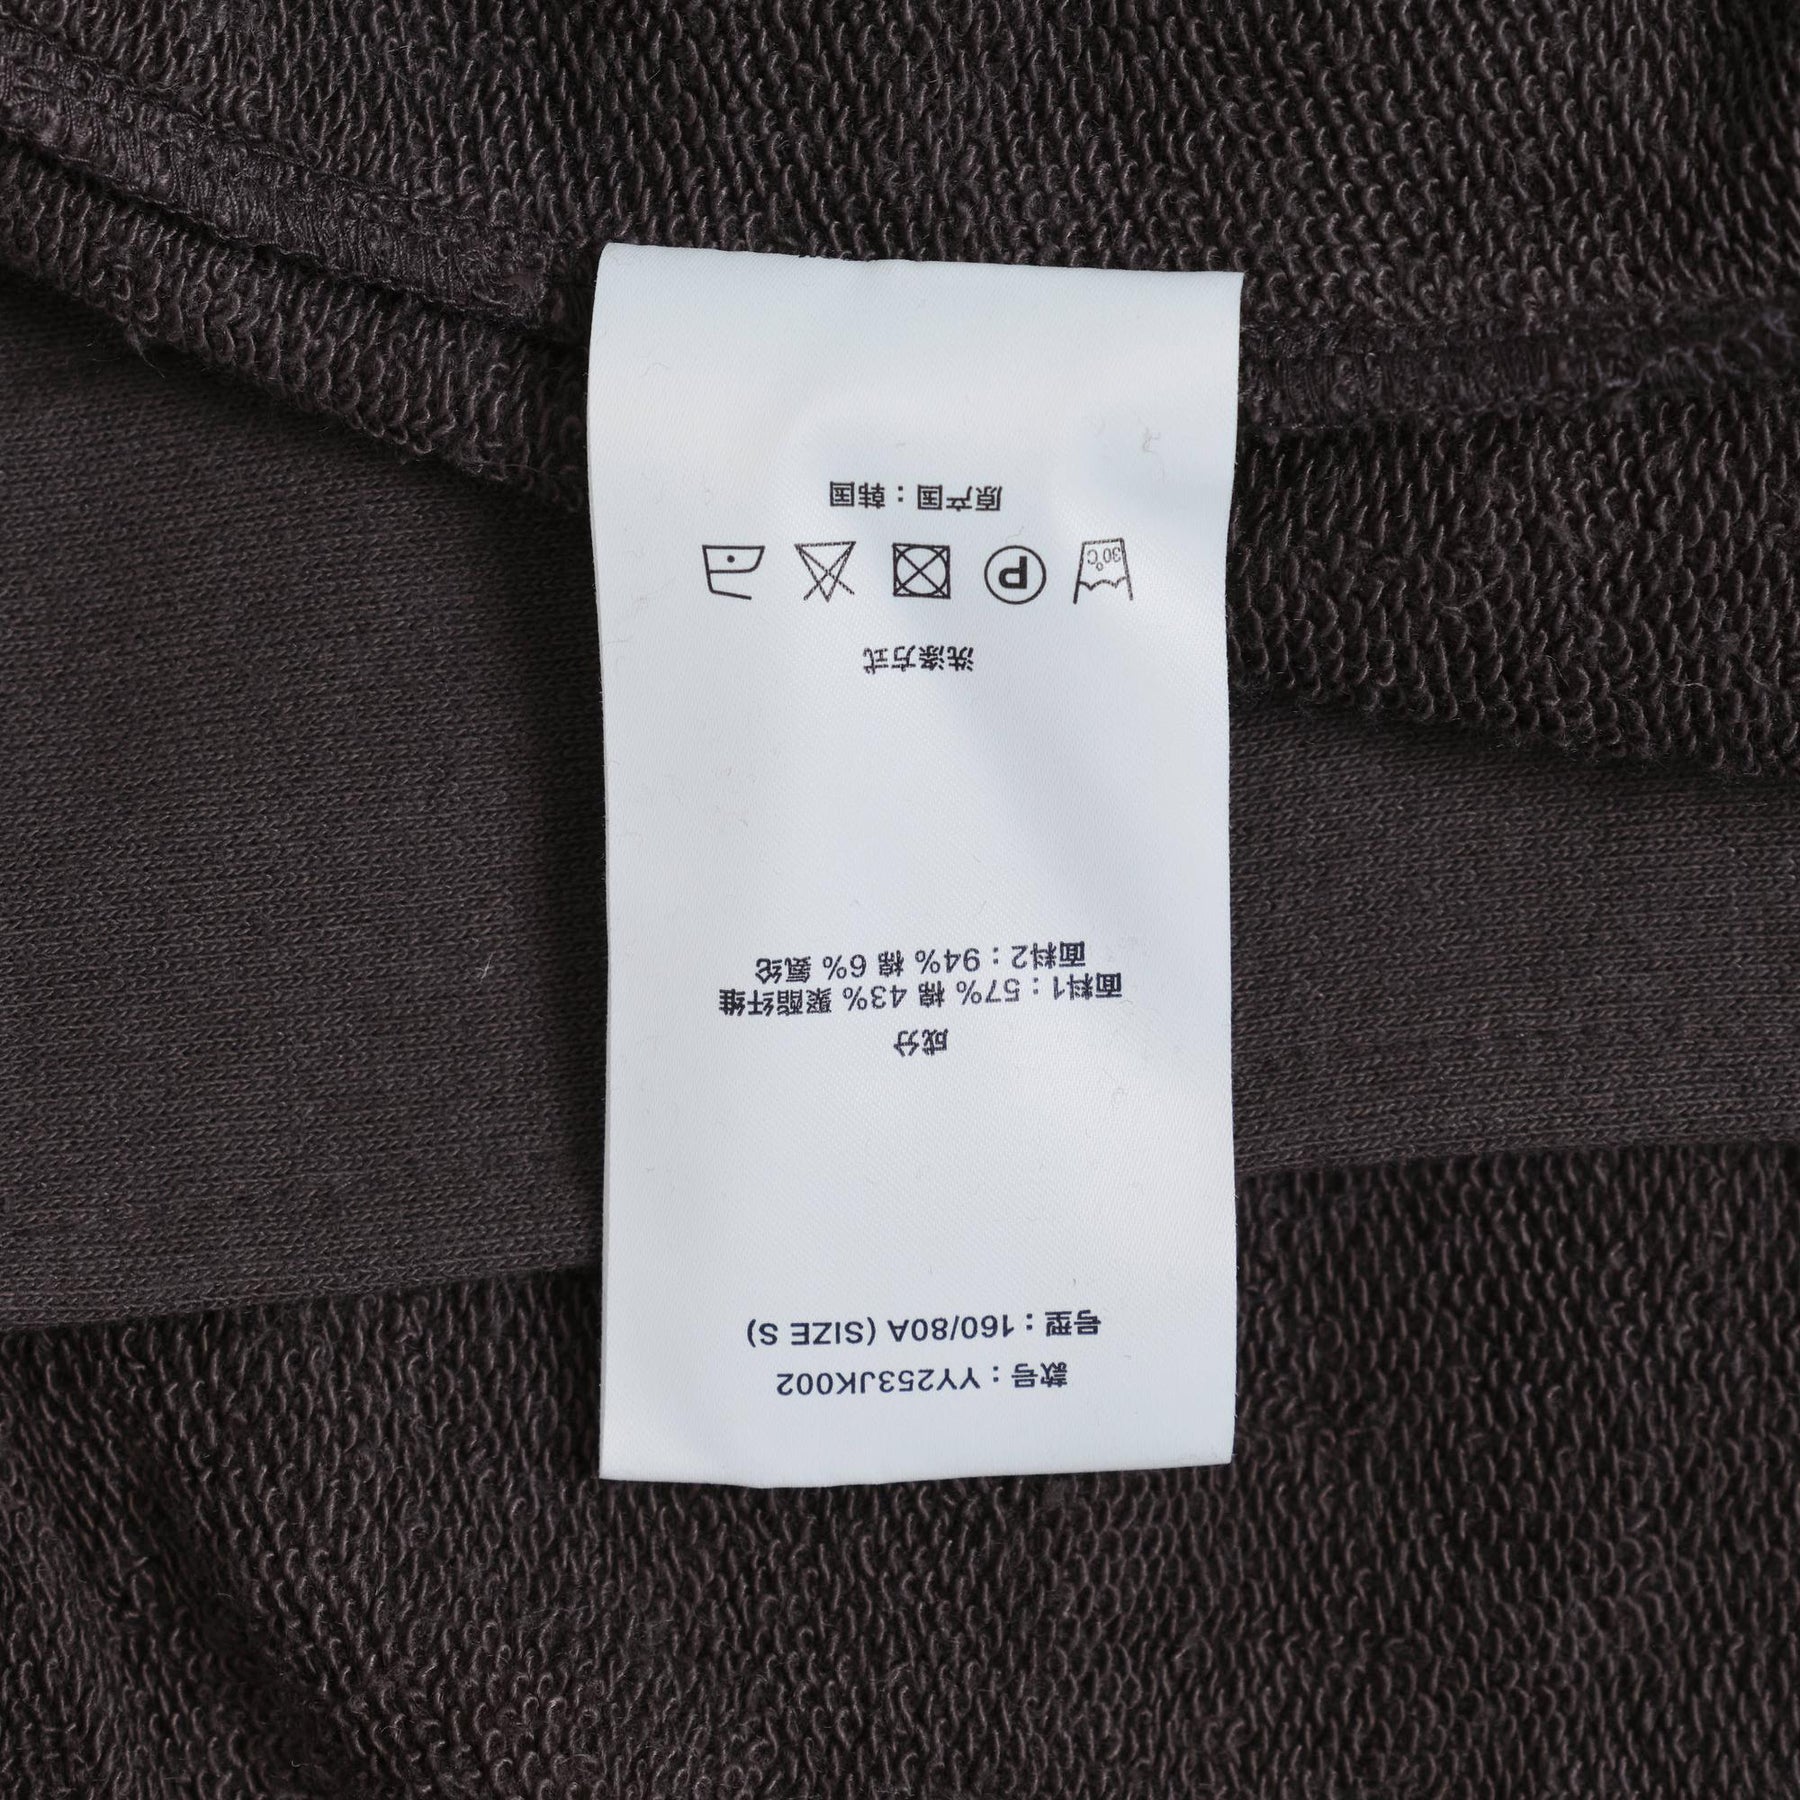 款号：YY253JK002
号型：160/80A (SIZE S)
成分
面料1：57% 棉 43% 聚酯纤维
面料2：94% 棉 6% 氨纶
洗涤方式
30°C P
原产国：韩国